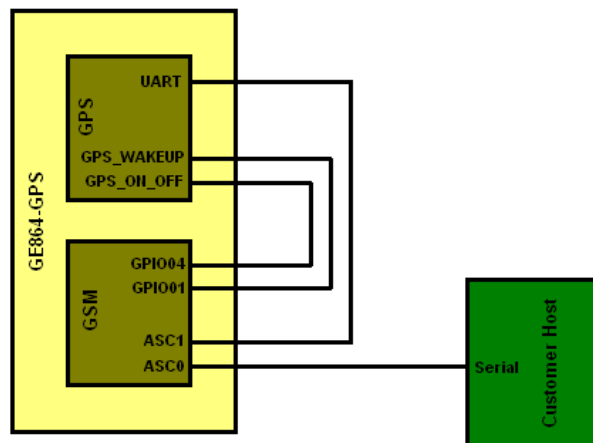 GE864-GPS
GPS
UART
GPS_WAKEUP
GPS_ON_OFF
GSM
GPIO04
GPIO01
ASC1
ASC0
Serial
Customer Host